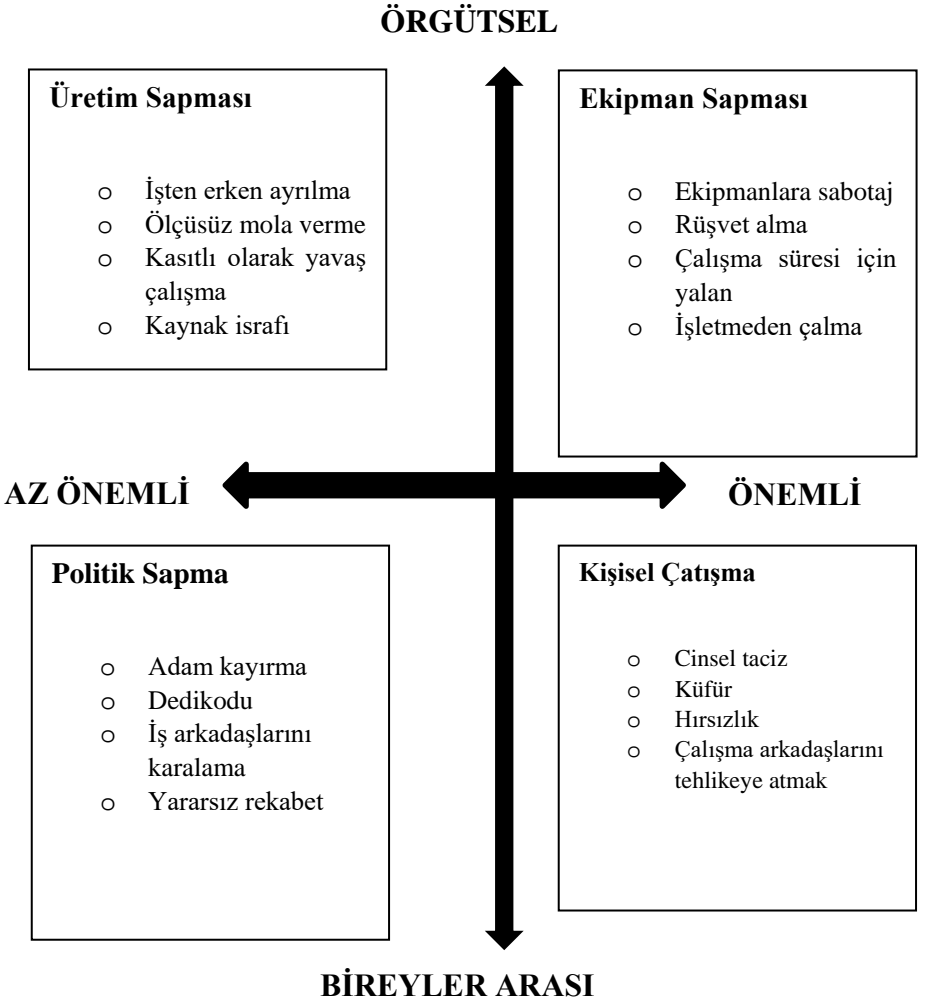 ÖRGÜTSEL
Üretim Sapması
o İşten erken ayrılma
o Ölçüsüz mola verme
o Kasıtlı olarak yavaş
çalışma
o Kaynak israfı
Ekipman Sapması
o Ekipmanlara sabotaj
o Rüşvet alma
o Çalışma süresi için
yalan
o İşletmeden çalma
AZ ÖNEMLİ
ÖNEMLİ
Politik Sapma
o Adam kayırma
o Dedikodu
o İş arkadaşlarını
karalama
o Yararsız rekabet
Kişisel Çatışma
o Cinsel taciz
o Küfür
o Hırsızlık
o Çalışma arkadaşlarını
tehlikeye atmak
BİREYLER ARASI